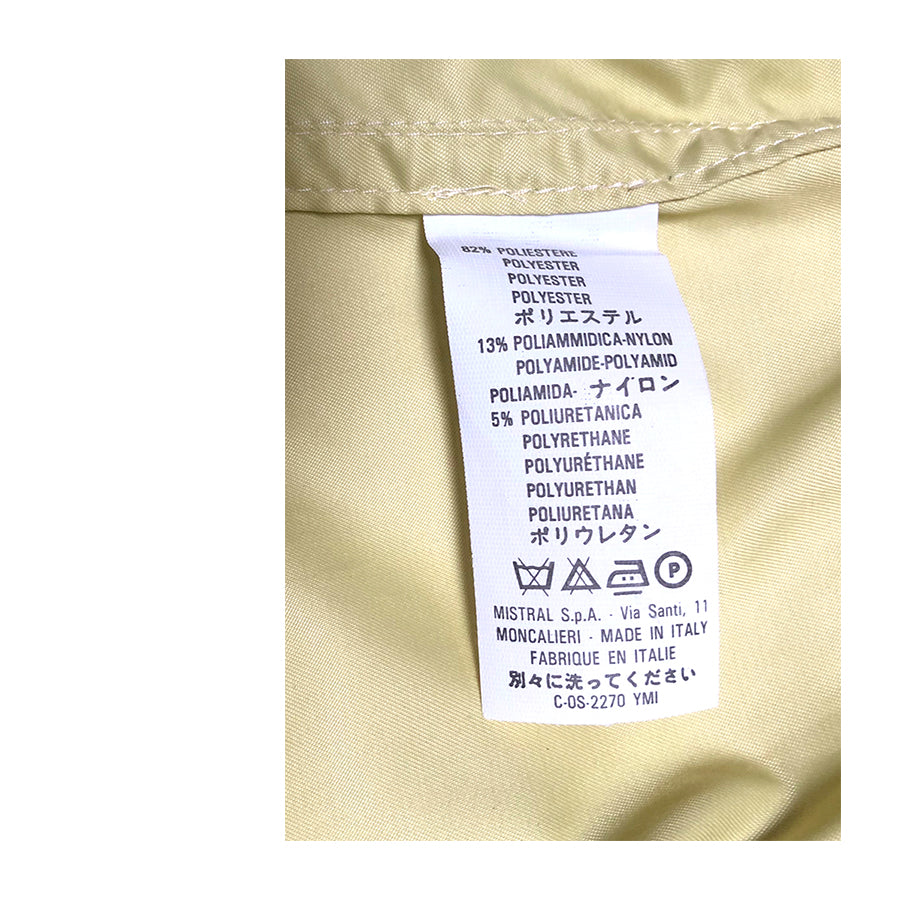 82% POLIESTERE
POLYESTER
POLYESTER
POLYESTER
ポリエステル
13% POLIAMMIDICA-NYLON
POLYAMIDE-POLYAMID
POLIAMIDA- ナイロン
5% POLIURETANICA
POLYRETHANE
POLYURÉTHANE
POLYURETHAN
POLIURETANA
ポリウレタン
P
MISTRAL S.p.A. - Via Santi, 11
MONCALIERI - MADE IN ITALY
FABRIQUE EN ITALIE
別々に洗ってください
C-OS-2270 YMI